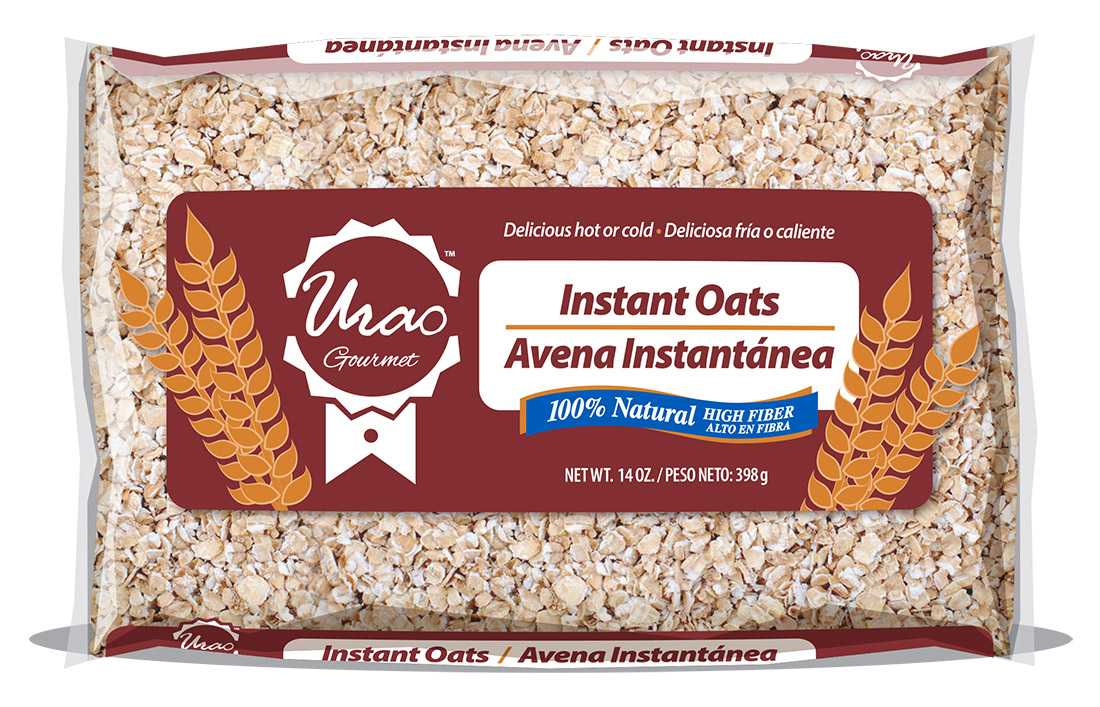 Instant Oats / Avena Instantánea
Urao
Delicious hot or cold • Deliciosa fría o caliente
Urao™
Gourmet
Instant Oats
Avena Instantánea
100% Natural HIGH FIBER
ALTO EN FIBRA
NET WT. 14 OZ. / PESO NETO: 398 g
Urao
Instant Oats / Avena Instantánea